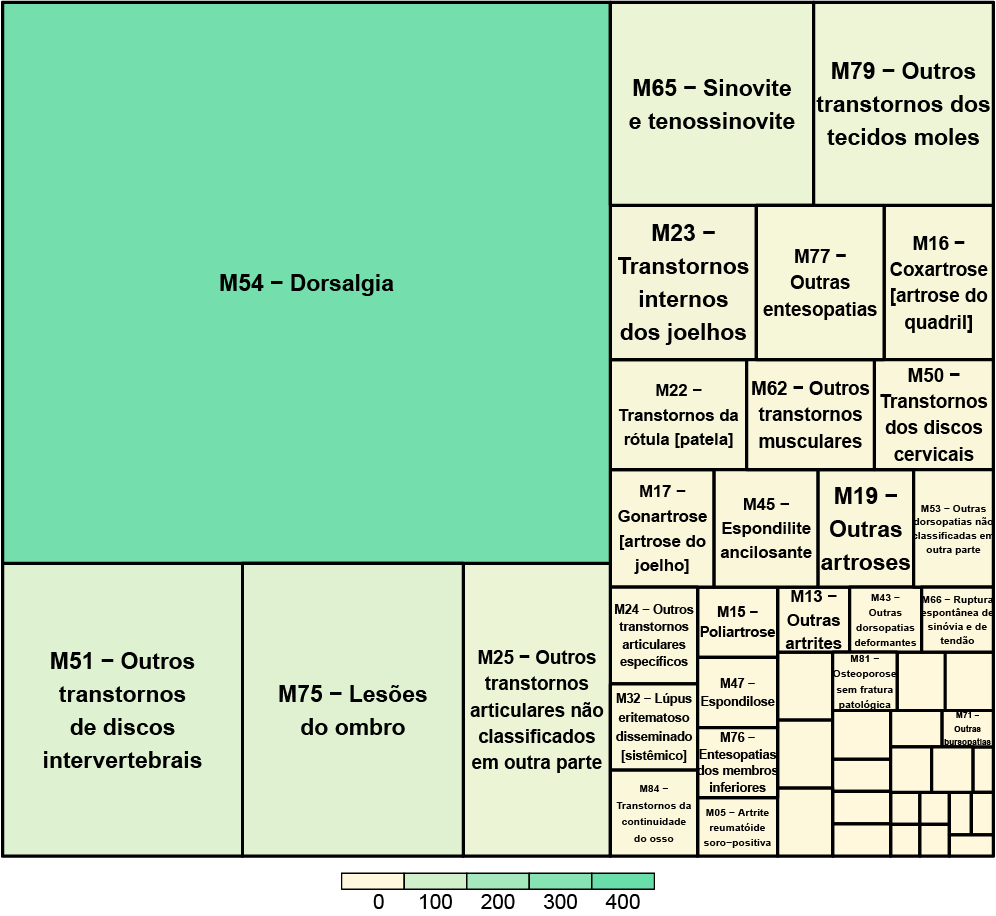 M54 − Dorsalgia
M51 − Outros
transtornos
de discos
intervertebrais
M75 − Lesões
do ombro
M25 − Outros
transtornos
articulares não
classificados
em outra parte
M65 − Sinovite
e tenossinovite
M79 − Outros
transtornos dos
tecidos moles
M23 −
Transtornos
internos
dos joelhos
M77 −
Outras
entesopatias
M16 −
Coxartrose
[artrose do
quadril]
M22 −
Transtornos da
rótula [patela]
M62 − Outros
transtornos
musculares
M50 −
Transtornos
dos discos
cervicais
M17 −
Gonartrose
[artrose do
joelho]
M45 −
Espondilite
ancilosante
M19 −
Outras
artroses
M53 − Outras
dorsopatias não
classificadas em
outra parte
M24 − Outros
transtornos
articulares
específicos
M32 − Lúpus
eritematoso
disseminado
[sistêmico]
M84 −
Transtornos da
continuidade
do osso
M15 −
Poliartrose
M47 −
Espondilose
M76 −
Entesopatias
dos membros
inferiores
M05 − Artrite
reumatóide
soro−positiva
M13 −
Outras
artrites
M43 −
Outras
dorsopatias
deformantes
M66 − Ruptura
espontânea de
sinóvia e de
tendão
M81 −
Osteoporose
sem fratura
patológica
M71 −
Outras
bursopatias
0 100 200 300 400